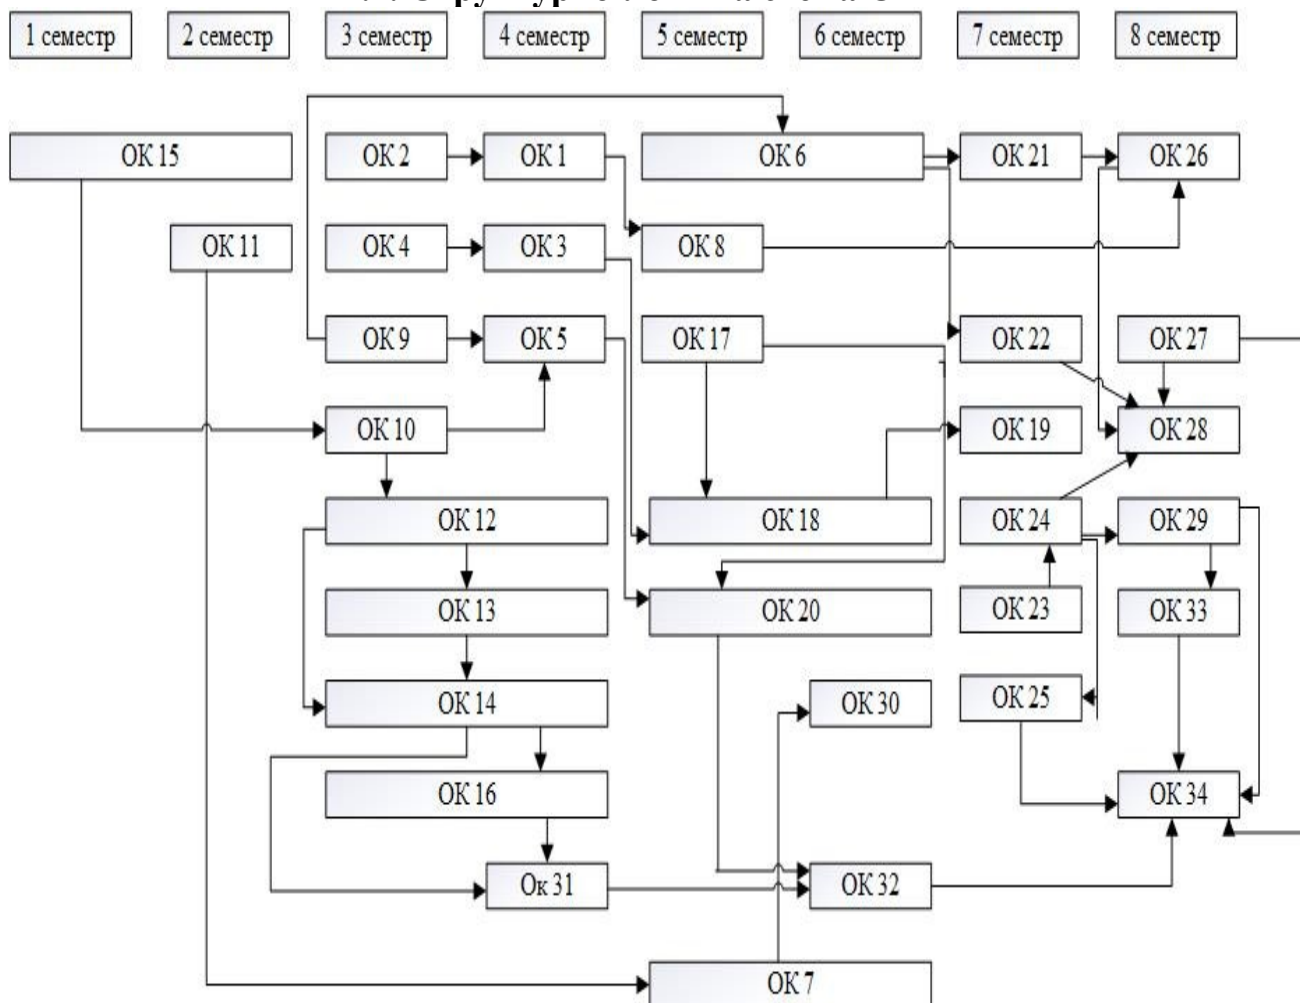 1 семестр 2 семестр 3 семестр 4 семестр 5 семестр 6 семестр 7 семестр 8 семестр
ОК 15 ОК 2 ОК 1 ОК 6 ОК 21 ОК 26
ОК 11 ОК 4 ОК 3 ОК 8
ОК 9 ОК 5 ОК 17 ОК 22 ОК 27
ОК 10 ОК 19 ОК 28
ОК 12 ОК 18 ОК 24 ОК 29
ОК 13 ОК 20 ОК 23 ОК 33
ОК 14 ОК 30 ОК 25
ОК 16 ОК 34
Ок 31 ОК 32
ОК 7